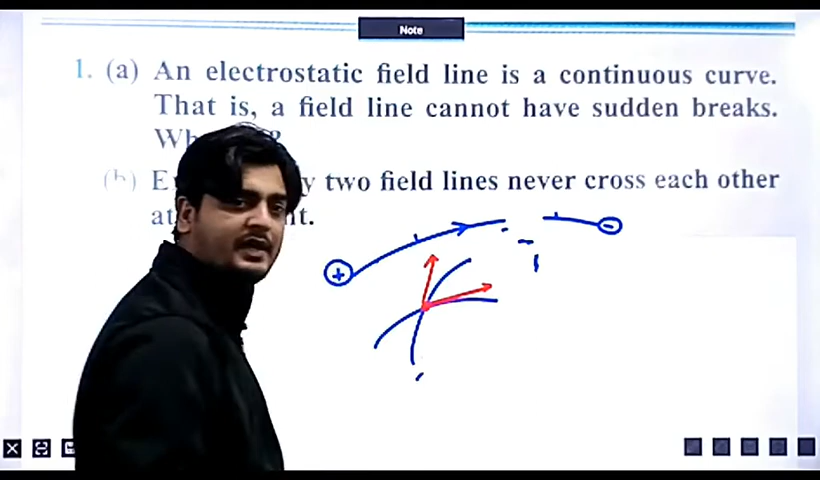 Note
1. (a) An electrostatic field line is a continuous curve.
That is, a field line cannot have sudden breaks.
two field lines never cross each other
at
+
-